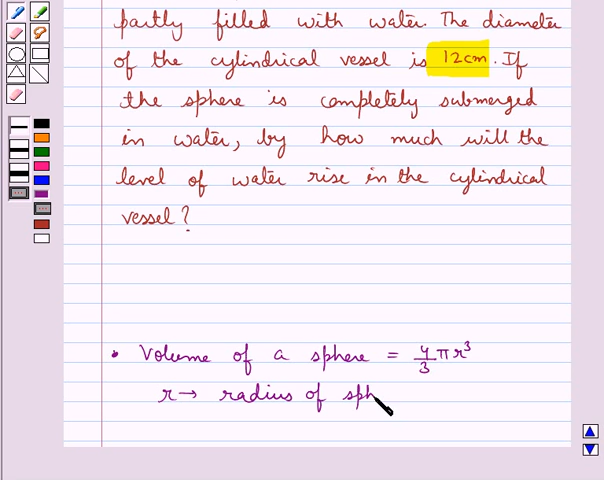 partly filled with water. The diameter
of the cylindrical vessel is 12cm. If
the sphere is completely submerged
in water, by how much will the
level of water rise in the cylindrical
vessel?
• Volume of a sphere = 4/3 πr³
r → radius of sph